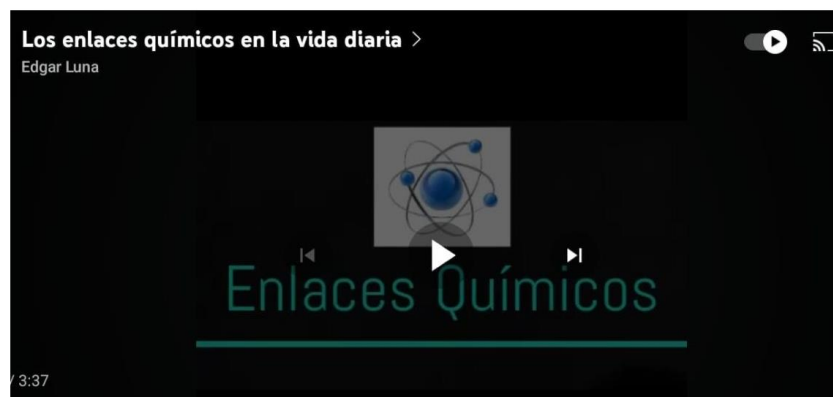 Los enlaces químicos en la vida diaria >
Edgar Luna
Enlaces Químicos
/ 3:37